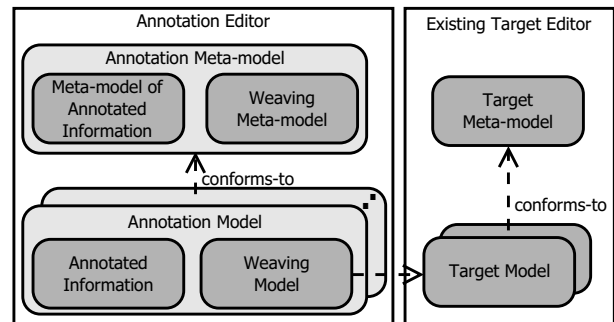 Annotation Editor
Annotation Meta-model
Meta-model of
Annotated
Information
Weaving
Meta-model
conforms-to
Annotation Model
Annotated
Information
Weaving
Model
Existing Target Editor
Target
Meta-model
conforms-to
Target Model